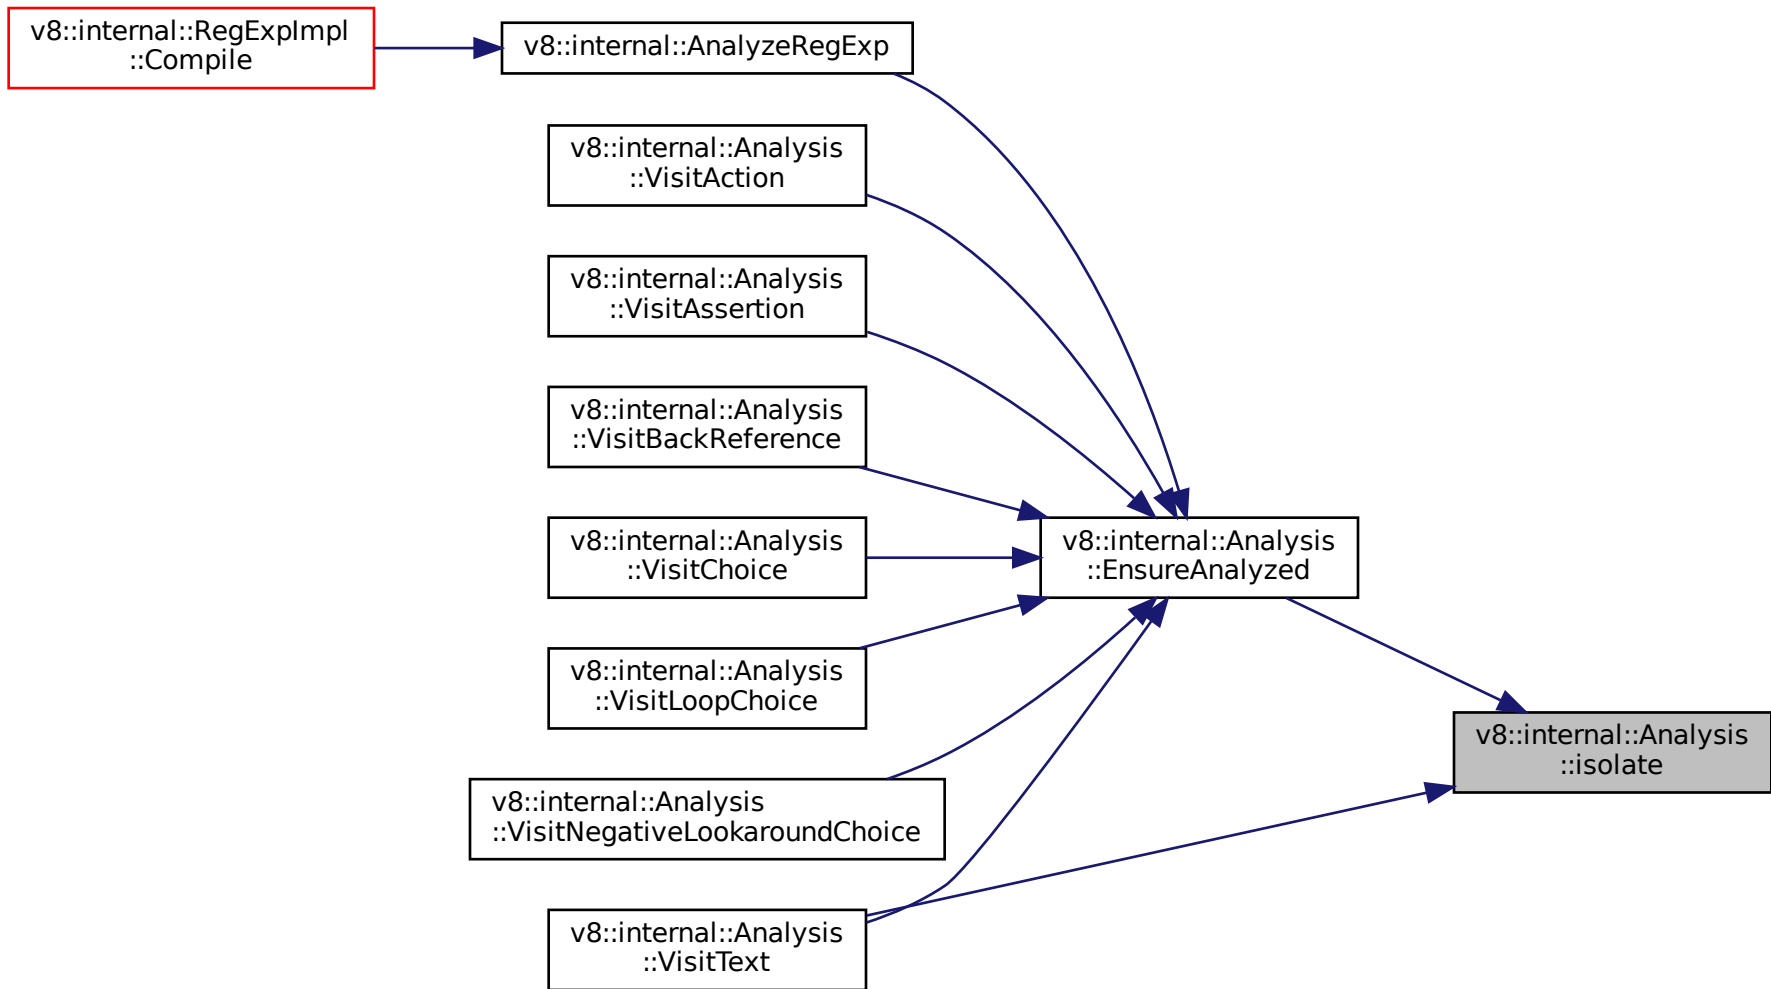 v8::internal::RegExpImpl
::Compile
v8::internal::AnalyzeRegExp
v8::internal::Analysis
::VisitAction
v8::internal::Analysis
::VisitAssertion
v8::internal::Analysis
::VisitBackReference
v8::internal::Analysis
::VisitChoice
v8::internal::Analysis
::EnsureAnalyzed
v8::internal::Analysis
::VisitLoopChoice
v8::internal::Analysis
::isolate
v8::internal::Analysis
::VisitNegativeLookaroundChoice
v8::internal::Analysis
::VisitText